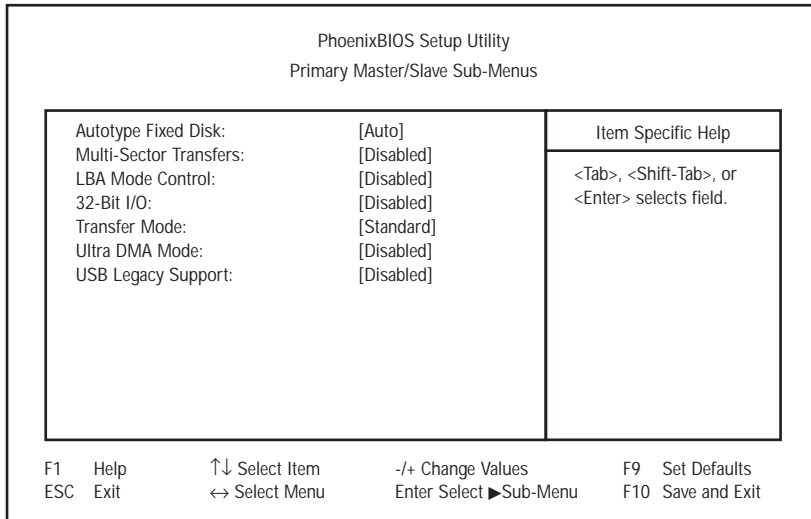 PhoenixBIOS Setup Utility
Primary Master/Slave Sub-Menus
Autotype Fixed Disk: [Auto]
Multi-Sector Transfers: [Disabled]
LBA Mode Control: [Disabled]
32-Bit I/O: [Disabled]
Transfer Mode: [Standard]
Ultra DMA Mode: [Disabled]
USB Legacy Support: [Disabled]
Item Specific Help
<Tab>, <Shift-Tab>, or
<Enter> selects field.
F1 Help ↑↓ Select Item -/+ Change Values F9 Set Defaults
ESC Exit ↔ Select Menu Enter Select ▶Sub-Menu F10 Save and Exit